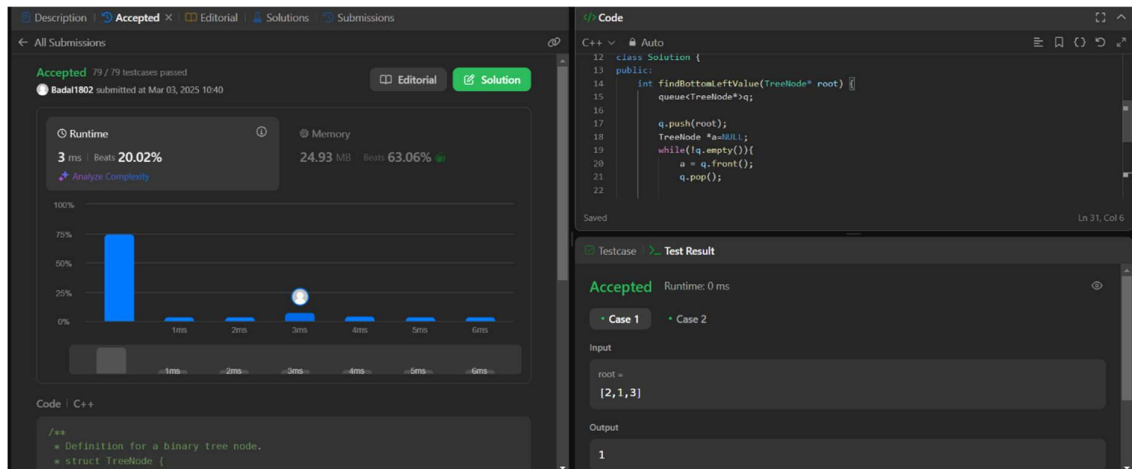 Description | Accepted × | Editorial | Solutions | Submissions
← All Submissions
Accepted 79 / 79 testcases passed
Badal1802 submitted at Mar 03, 2025 10:40
Editorial
Solution
Runtime
3 ms | Beats 20.02%
Analyze Complexity
Memory
24.93 MB | Beats 63.06%
100%
75%
50%
25%
0%
1ms 2ms 3ms 4ms 5ms 6ms
1ms 2ms 3ms 4ms 5ms 6ms
Code | C++
/**
* Definition for a binary tree node.
* struct TreeNode {
</> Code
C++ Auto
12 class Solution {
13 public:
14 int findBottomLeftValue(TreeNode* root) {
15 queue<TreeNode*>q;
16
17 q.push(root);
18 TreeNode *a=NULL;
19 while(!q.empty()){
20 a = q.front();
21 q.pop();
22
Saved
Ln 31, Col 6
Testcase | >_ Test Result
Accepted Runtime: 0 ms
• Case 1 • Case 2
Input
root =
[2,1,3]
Output
1